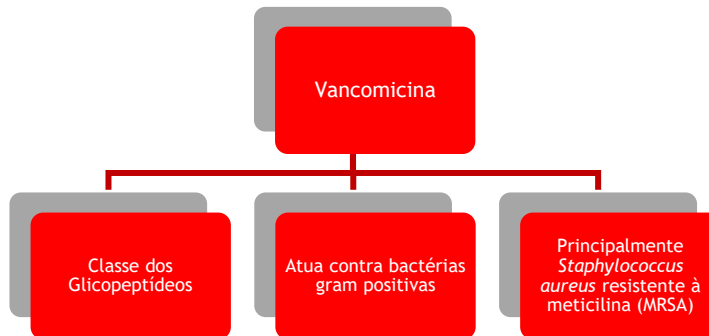 Vancomicina
Classe dos
Glicopeptídeos
Atua contra bactérias
gram positivas
Principalmente
Staphylococcus
aureus resistente à
meticilina (MRSA)